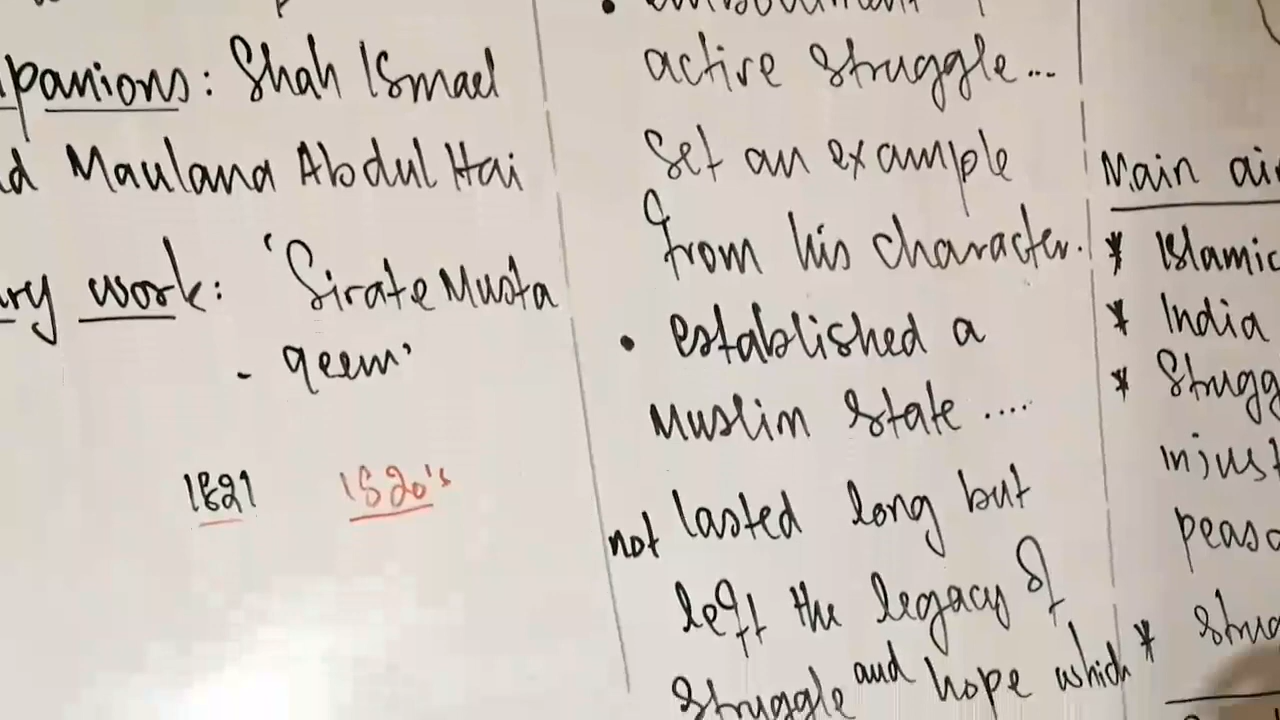 panions: Shah Ismael
Maulana Abdul Hai
ry work: 'Sirate Musta
- qeem'
1821 1820's
active struggle...
Set an example
from his character.
• established a
Muslim State ....
not lasted long but
left the legacy of
struggle and hope which
Main ai
* Islamic
* India
* Strugg
injust
peas
* Strug